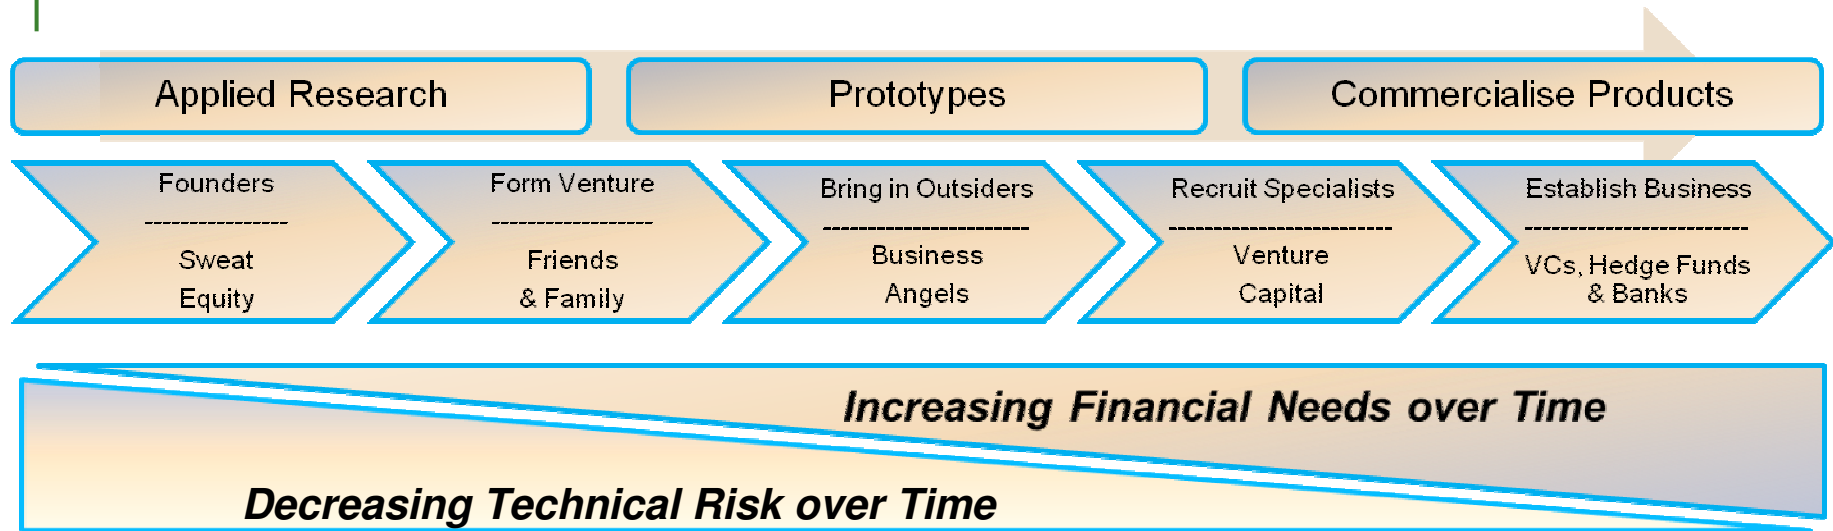 Applied Research
Prototypes
Commercialise Products
Founders
----------------
Sweat
Equity
Form Venture
------------------
Friends
& Family
Bring in Outsiders
-----------------------
Business
Angels
Recruit Specialists
-------------------------
Venture
Capital
Establish Business
-------------------------
VCs, Hedge Funds
& Banks
Increasing Financial Needs over Time
Decreasing Technical Risk over Time